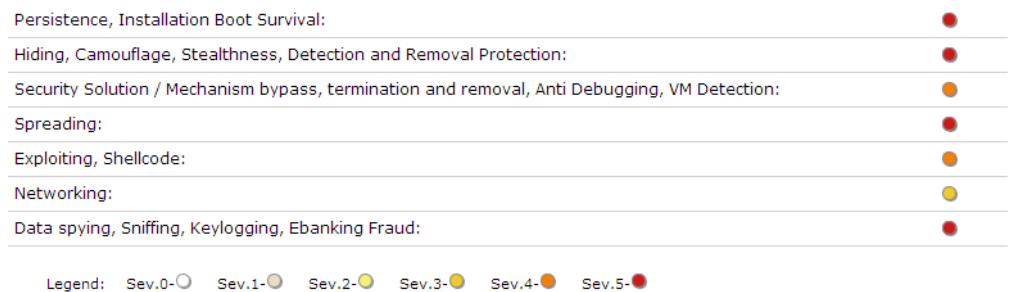 Persistence, Installation Boot Survival:
Hiding, Camouflage, Stealthness, Detection and Removal Protection:
Security Solution / Mechanism bypass, termination and removal, Anti Debugging, VM Detection:
Spreading:
Exploiting, Shellcode:
Networking:
Data spying, Sniffing, Keylogging, Ebanking Fraud:
Legend: Sev.0- Sev.1- Sev.2- Sev.3- Sev.4- Sev.5-